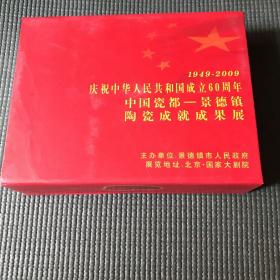 1949-2009
庆祝中华人民共和国成立60周年
中国瓷都—景德镇
陶瓷成就成果展
主办单位·景德镇市人民政府
展览地址·北京·国家大剧院